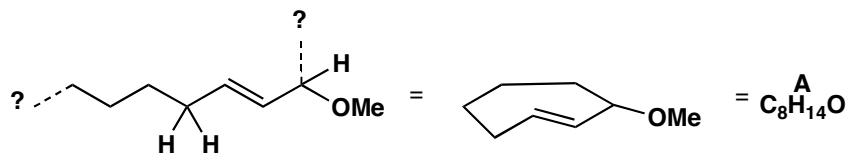 ?
H
?
OMe
H H
=
OMe
=
A
C₈H₁₄O